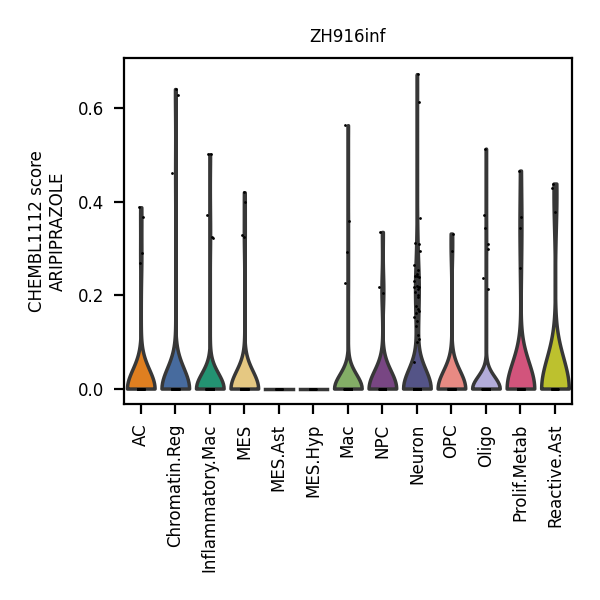 ZH916inf
CHEMBL1112 score
ARIPIPRAZOLE
0.6
0.4
0.2
0.0
AC
Chromatin.Reg
Inflammatory.Mac
MES
MES.Ast
MES.Hyp
Mac
NPC
Neuron
OPC
Oligo
Prolif.Metab
Reactive.Ast